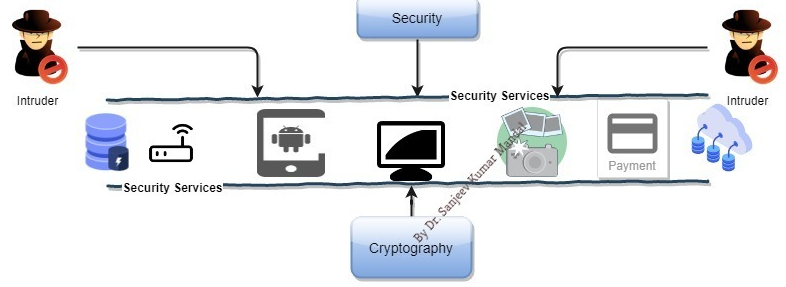 Security
Intruder
Intruder
Security Services
Payment
Security Services
By Dr. Sanjeev Kumar Mandal
Cryptography